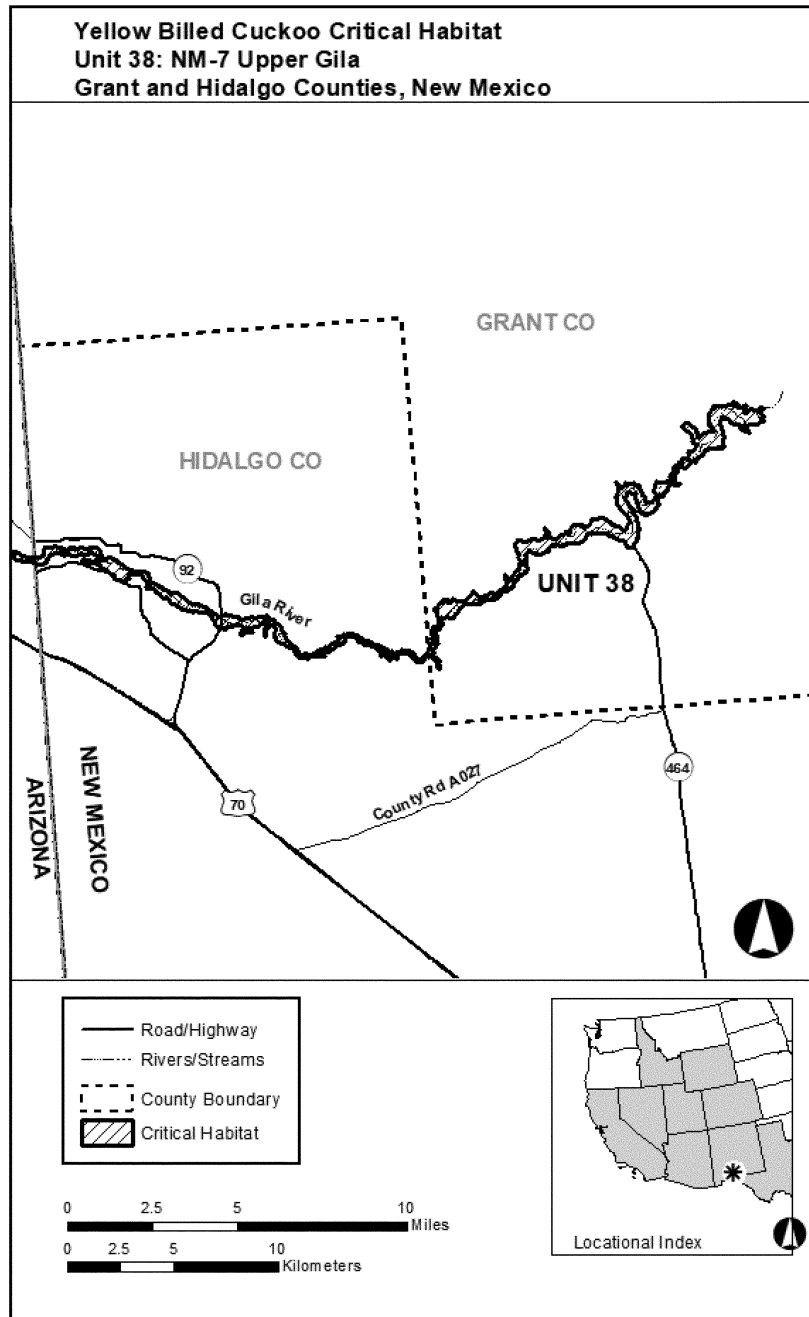 Yellow Billed Cuckoo Critical Habitat
Unit 38: NM-7 Upper Gila
Grant and Hidalgo Counties, New Mexico
GRANT CO
HIDALGO CO
92
Gila River
UNIT 38
NEW MEXICO
ARIZONA
70
County Rd A027
464
Road/Highway
Rivers/Streams
County Boundary
Critical Habitat
0 2.5 5 10
Miles
0 2.5 5 10
Kilometers
Locational Index